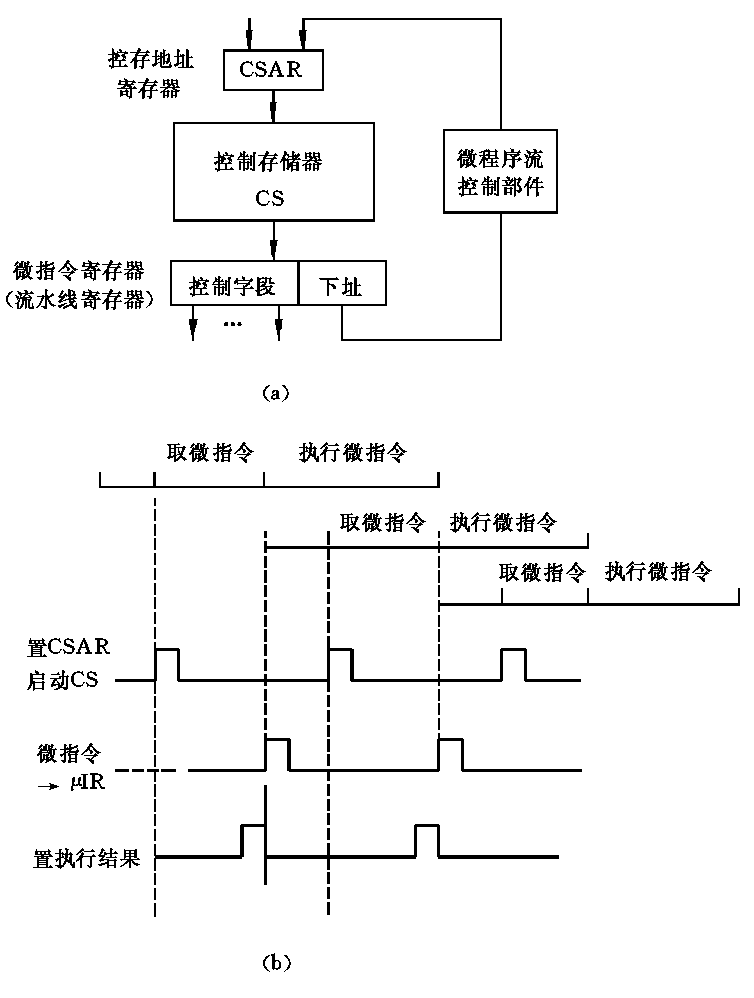 控存地址
寄存器
CSAR
控制存储器
CS
微程序流
控制部件
微指令寄存器
(流水线寄存器)
控制字段
下址
...
(a)
取微指令
执行微指令
取微指令
执行微指令
取微指令
执行微指令
置CSAR
启动CS
微指令
→ μIR
置执行结果
(b)